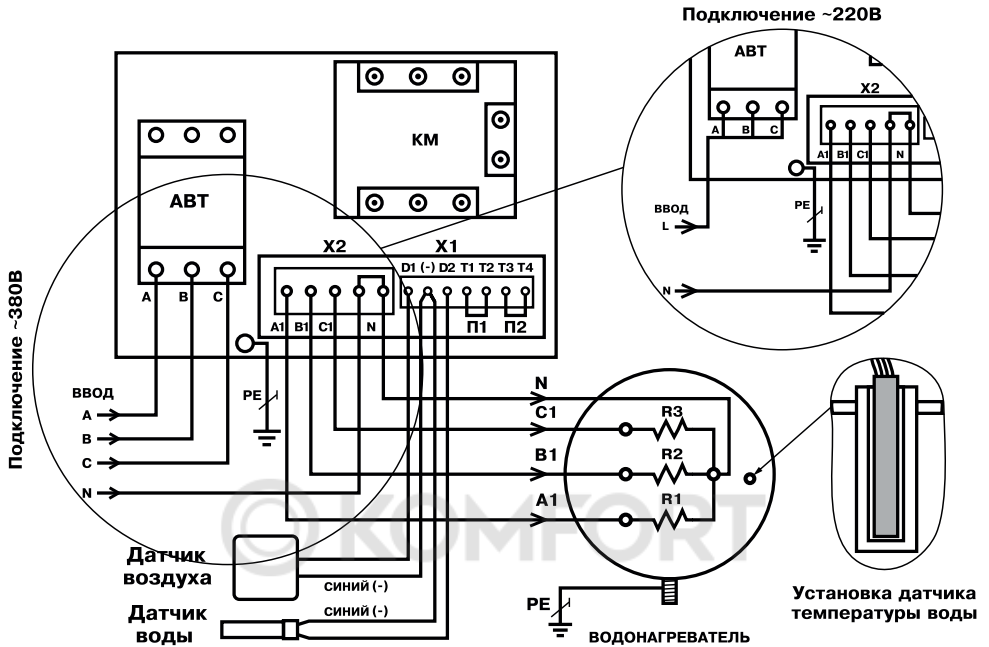 Подключение ~220В
АВТ
X2
A
B
C
A1
B1
C1
N
PE
ВВОД
L
N
КМ
АВТ
X2
X1
D1 (-) D2 T1 T2 T3 T4
A
B
C
A1
B1
C1
N
П1
П2
Подключение ~380В
ВВОД
A
B
C
N
PE
N
C1
B1
A1
R3
R2
R1
© KOMFORT
Датчик
воздуха
синий (-)
синий (-)
Датчик
воды
PE
ВОДОНАГРЕВАТЕЛЬ
Установка датчика
температуры воды